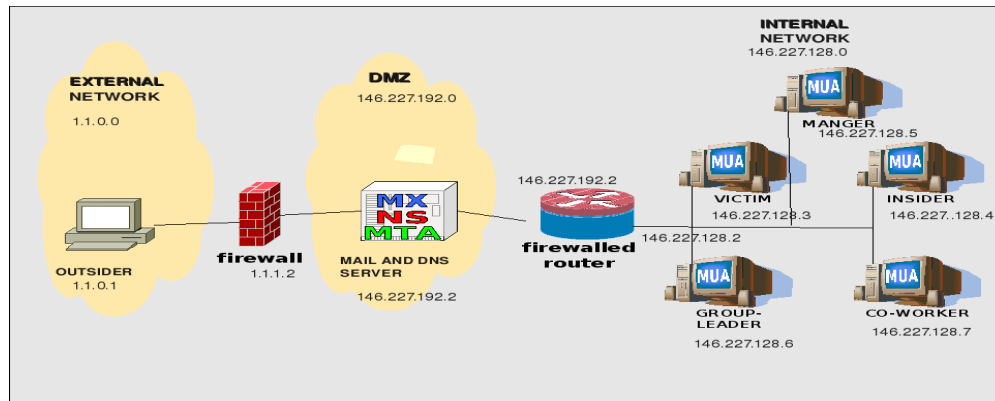 EXTERNAL
NETWORK
1.1.0.0
OUTSIDER
1.1.0.1
firewall
1.1.1.2
DMZ
146.227.192.0
MX
NS
MTA
MAIL AND DNS
SERVER
146.227.192.2
146.227.192.2
firewalled
router
146.227.128.2
INTERNAL
NETWORK
146.227.128.0
MUA
MANGER
146.227.128.5
MUA
VICTIM
146.227.128.3
MUA
INSIDER
146.227..128.4
MUA
GROUP-
LEADER
146.227.128.6
MUA
CO-WORKER
146.227.128.7